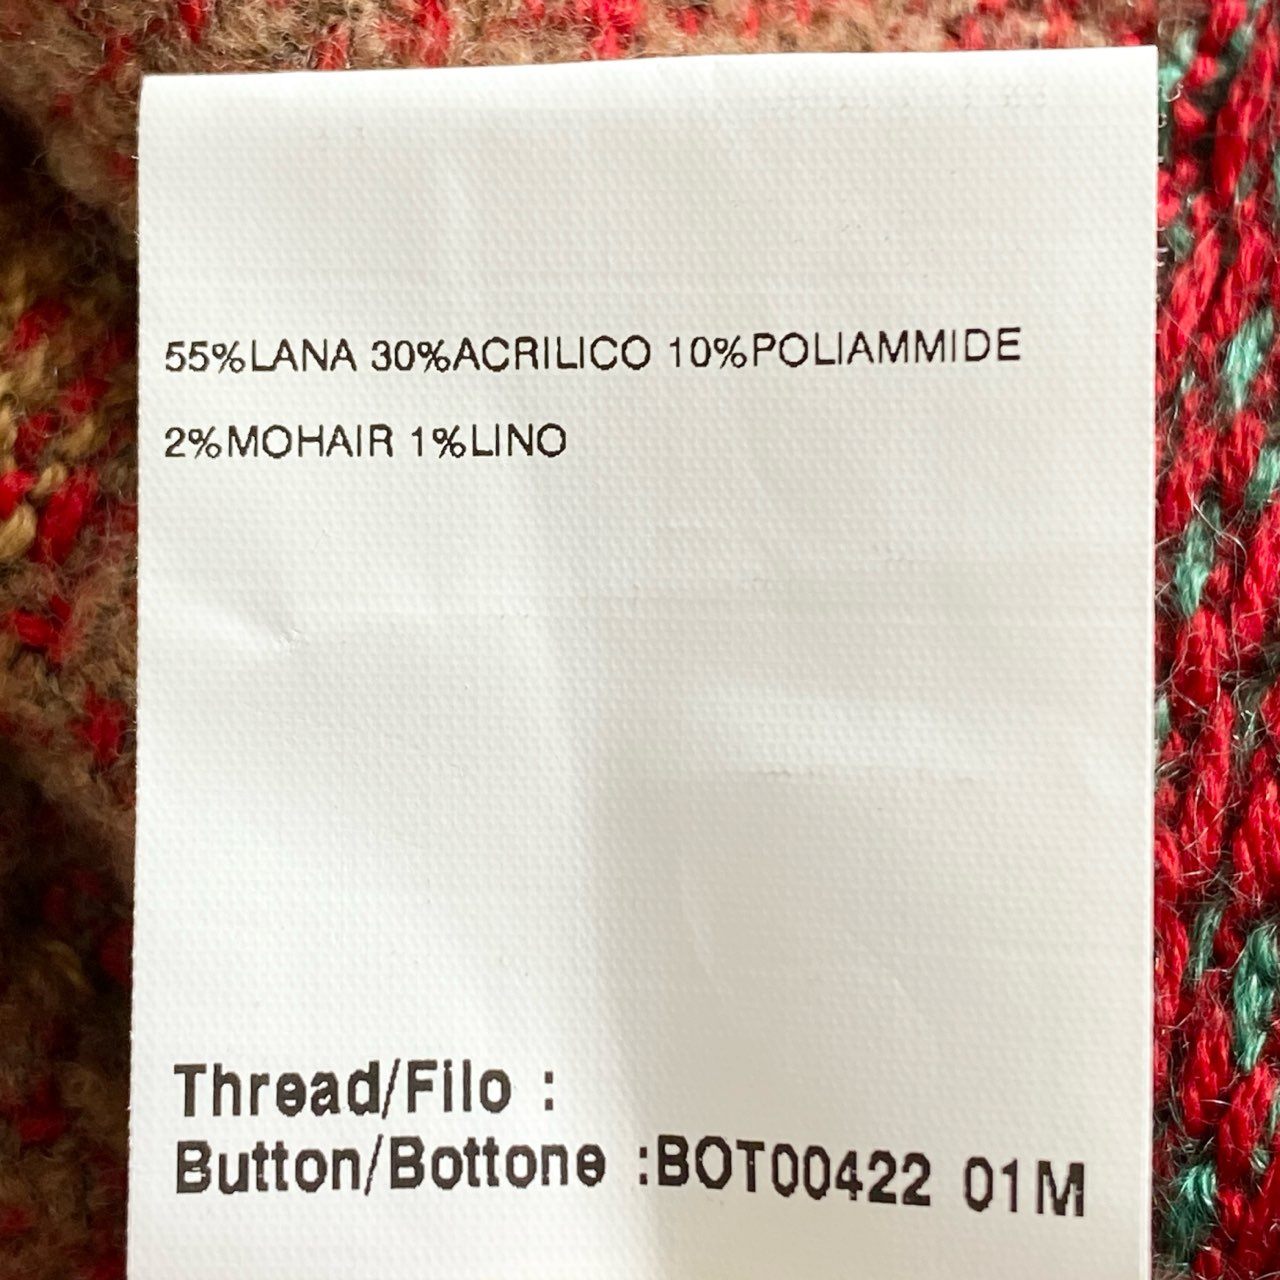 55%LANA 30%ACRILICO 10%POLIAMMIDE
2%MOHAIR 1%LINO
Thread/Filo :
Button/Bottone :BOT00422 01M